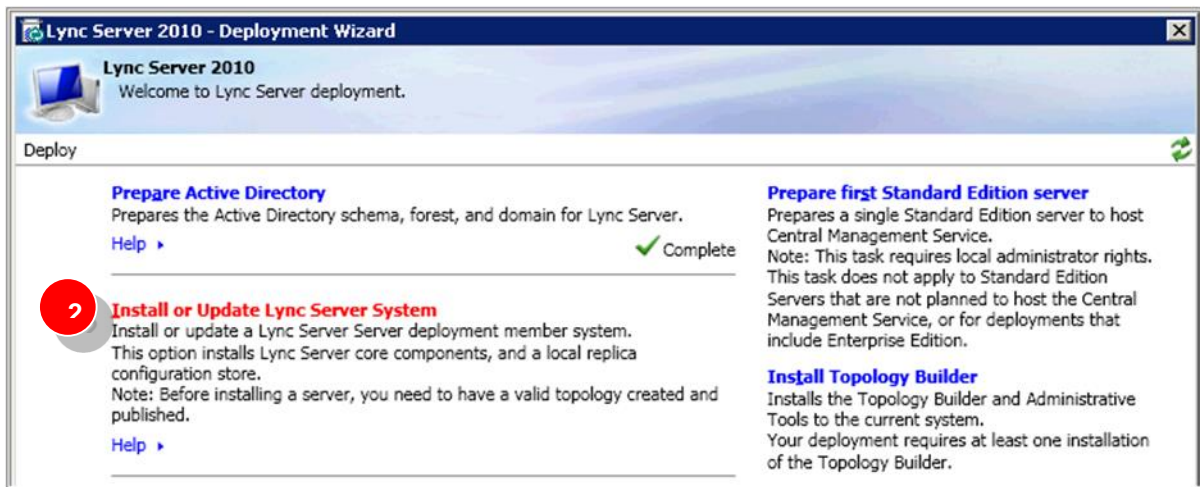 Lync Server 2010 - Deployment Wizard
Lync Server 2010
Welcome to Lync Server deployment.
Deploy
Prepare Active Directory
Prepares the Active Directory schema, forest, and domain for Lync Server.
Help
Complete
Install or Update Lync Server System
Install or update a Lync Server Server deployment member system.
This option installs Lync Server core components, and a local replica
configuration store.
Note: Before installing a server, you need to have a valid topology created and
published.
Help
Prepare first Standard Edition server
Prepares a single Standard Edition server to host
Central Management Service.
Note: This task requires local administrator rights.
This task does not apply to Standard Edition
Servers that are not planned to host the Central
Management Service, or for deployments that
include Enterprise Edition.
Install Topology Builder
Installs the Topology Builder and Administrative
Tools to the current system.
Your deployment requires at least one installation
of the Topology Builder.